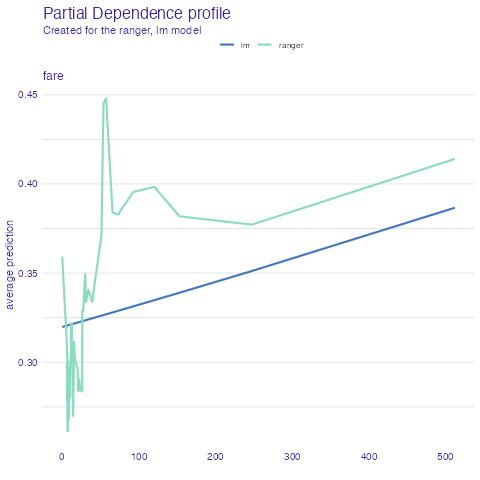 Partial Dependence profile
Created for the ranger, lm model
lm ranger
fare
0.45
0.40
0.35
0.30
average prediction
0 100 200 300 400 500